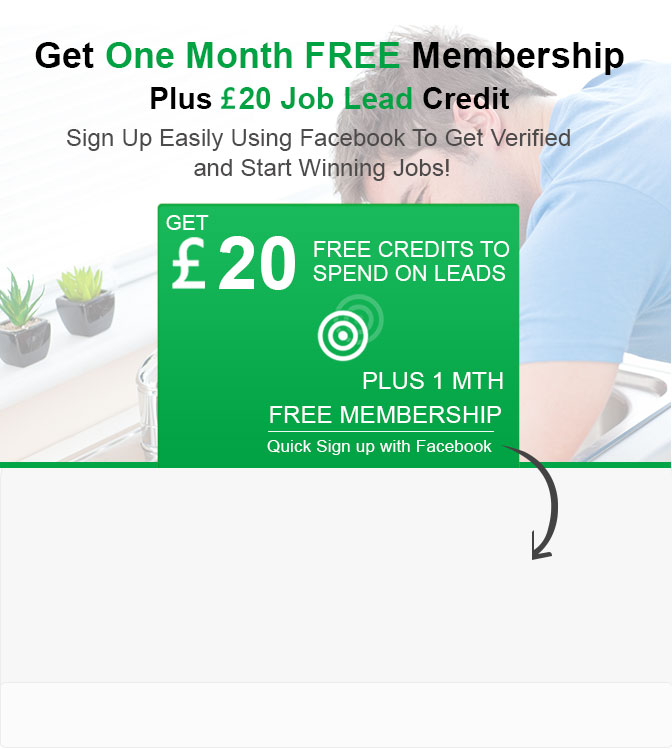 Get One Month FREE Membership
Plus £20 Job Lead Credit
Sign Up Easily Using Facebook To Get Verified
and Start Winning Jobs!
GET
£20 FREE CREDITS TO
SPEND ON LEADS
PLUS 1 MTH
FREE MEMBERSHIP
Quick Sign up with Facebook